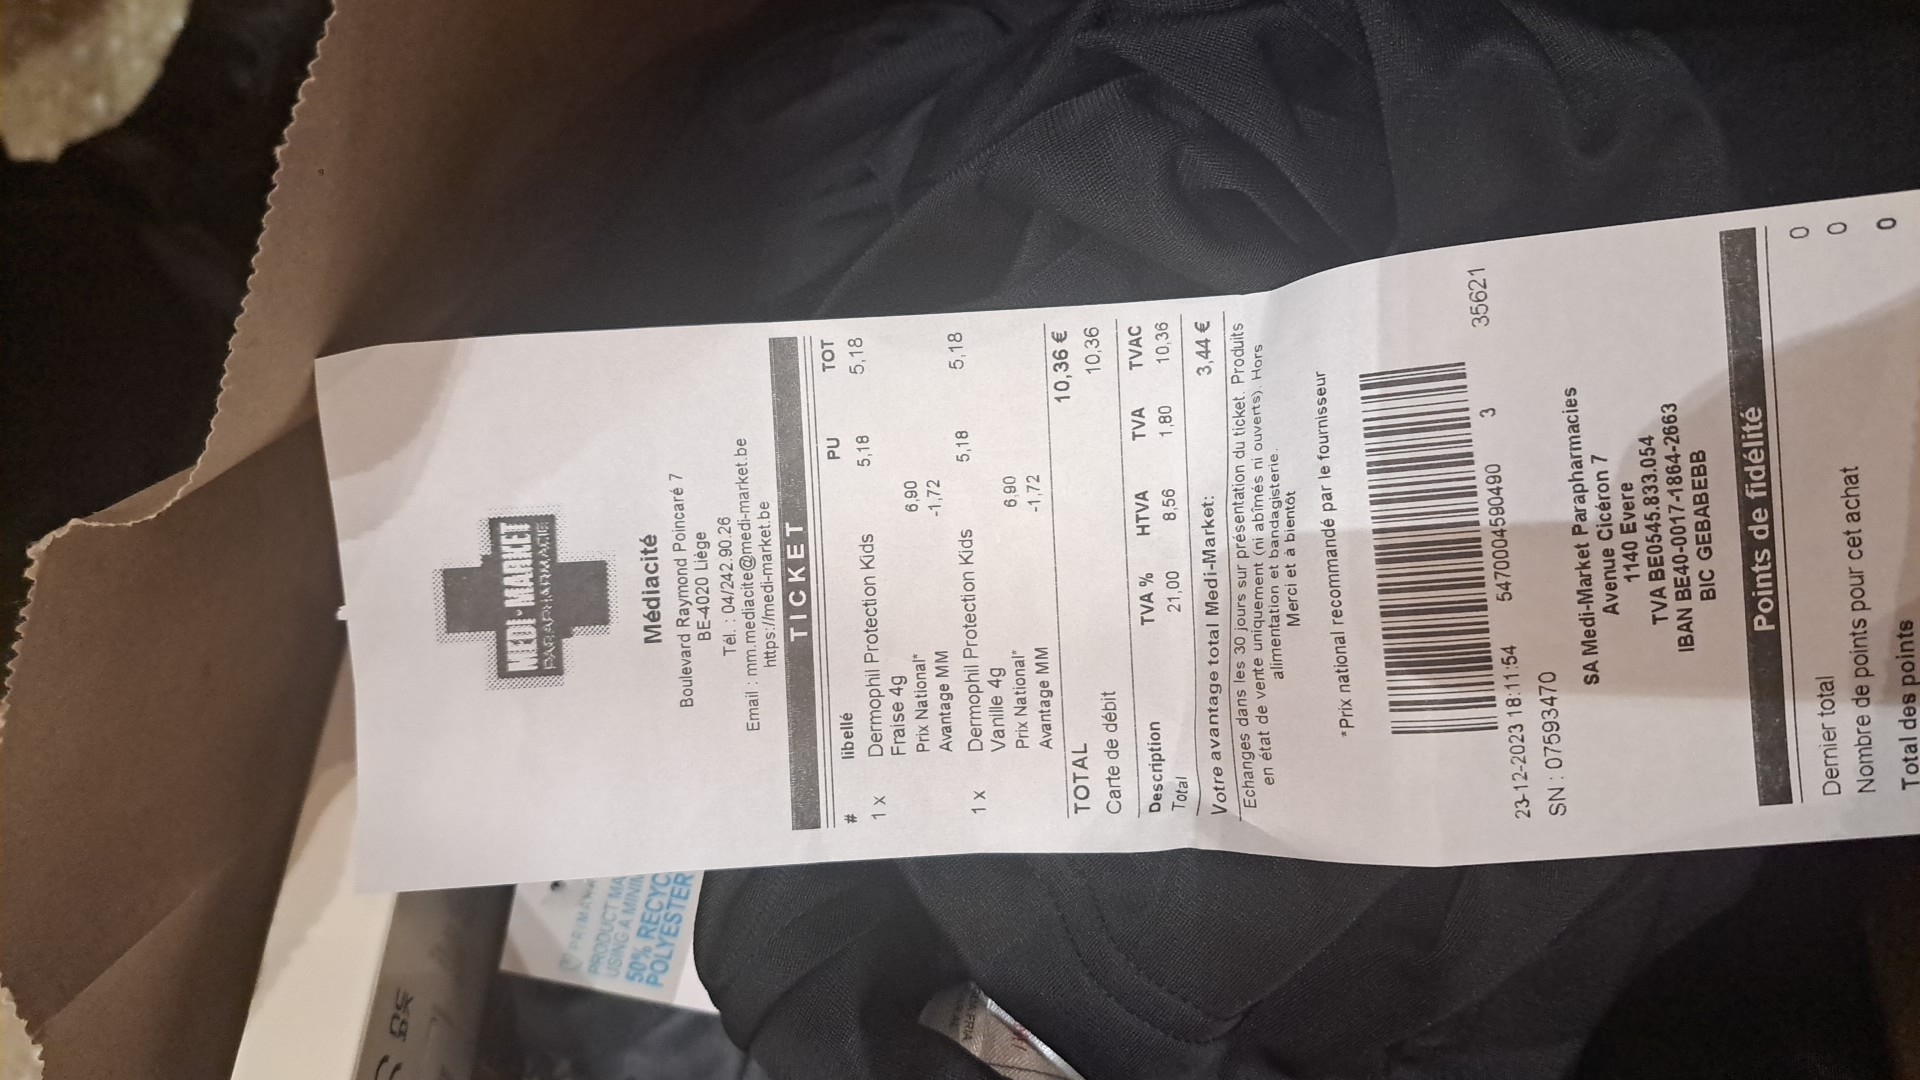 MEDI-MARKET
PARAPHARMACIE
Médiacité
Boulevard Raymond Poincaré 7
BE-4020 Liège
Tél. : 04/242.90.26
Email : mm.mediacite@medi-market.be
https://medi-market.be
TICKET
# libellé PU TOT
1 x Dermophil Protection Kids 5,18 5,18
Fraise 4g
Prix National* 6,90
Avantage MM -1,72
1 x Dermophil Protection Kids 5,18 5,18
Vanille 4g
Prix National* 6,90
Avantage MM -1,72
TOTAL 10,36 €
Carte de débit 10,36
Description TVA % HTVA TVA TVAC
Total 21,00 8,56 1,80 10,36
Votre avantage total Medi-Market: 3,44 €
Echanges dans les 30 jours sur présentation du ticket. Produits
en état de vente uniquement (ni abîmés ni ouverts). Hors
alimentation et bandagisterie.
Merci et à bientôt
*Prix national recommandé par le fournisseur
23-12-2023 18:11:54 5470004590490 3 35621
SN : 07593470
SA Medi-Market Parapharmacies
Avenue Cicéron 7
1140 Evere
TVA BE0545.833.054
IBAN BE40-0017-1864-2663
BIC GEBABEBB
Points de fidélité
0
Dernier total 0
Nombre de points pour cet achat 0
Total des points
PRIMARK
PRODUCT MA
USING A MINIM
50% RECYC
POLYESTER